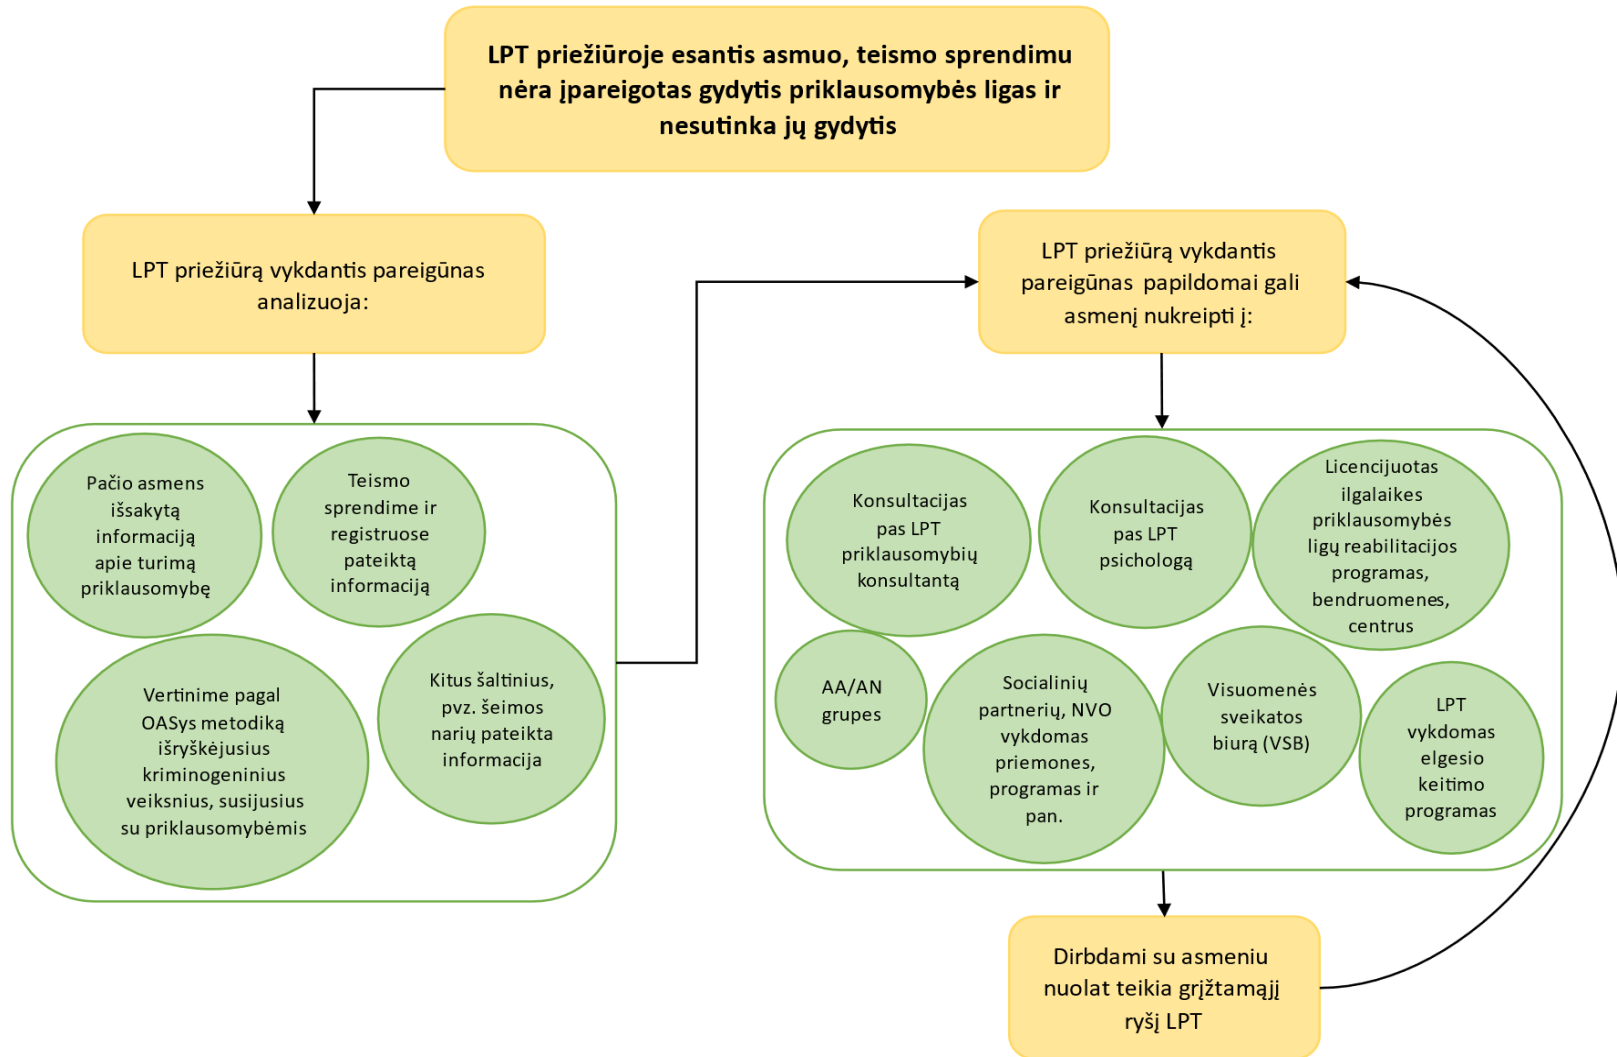 LPT priežiūroje esantis asmuo, teismo sprendimu
nėra įpareigotas gydytis priklausomybės ligas ir
nesutinka jų gydytis
LPT priežiūrą vykdantis pareigūnas
analizuoja:
Pačio asmens
išsakytą
informaciją
apie turimą
priklausomybę
Teismo
sprendime ir
registruose
pateiktą
informaciją
Vertinime pagal
OASys metodiką
išryškėjusius
kriminogeninius
veiksnius, susijusius
su priklausomybėmis
Kitus šaltinius,
pvz. šeimos
narių pateikta
informacija
LPT priežiūrą vykdantis
pareigūnas papildomai gali
asmenį nukreipti į:
Konsultacijas
pas LPT
priklausomybių
konsultantą
Konsultacijas
pas LPT
psichologą
Licencijuotas
ilgalaikes
priklausomybės
ligų reabilitacijos
programas,
bendruomenes,
centrus
AA/AN
grupes
Socialinių
partnerių, NVO
vykdomas
priemones,
programas ir
pan.
Visuomenės
sveikatos
biurą (VSB)
LPT
vykdomas
elgesio
keitimo
programas
Dirbdami su asmeniu
nuolat teikia grįžtamąjį
ryšį LPT